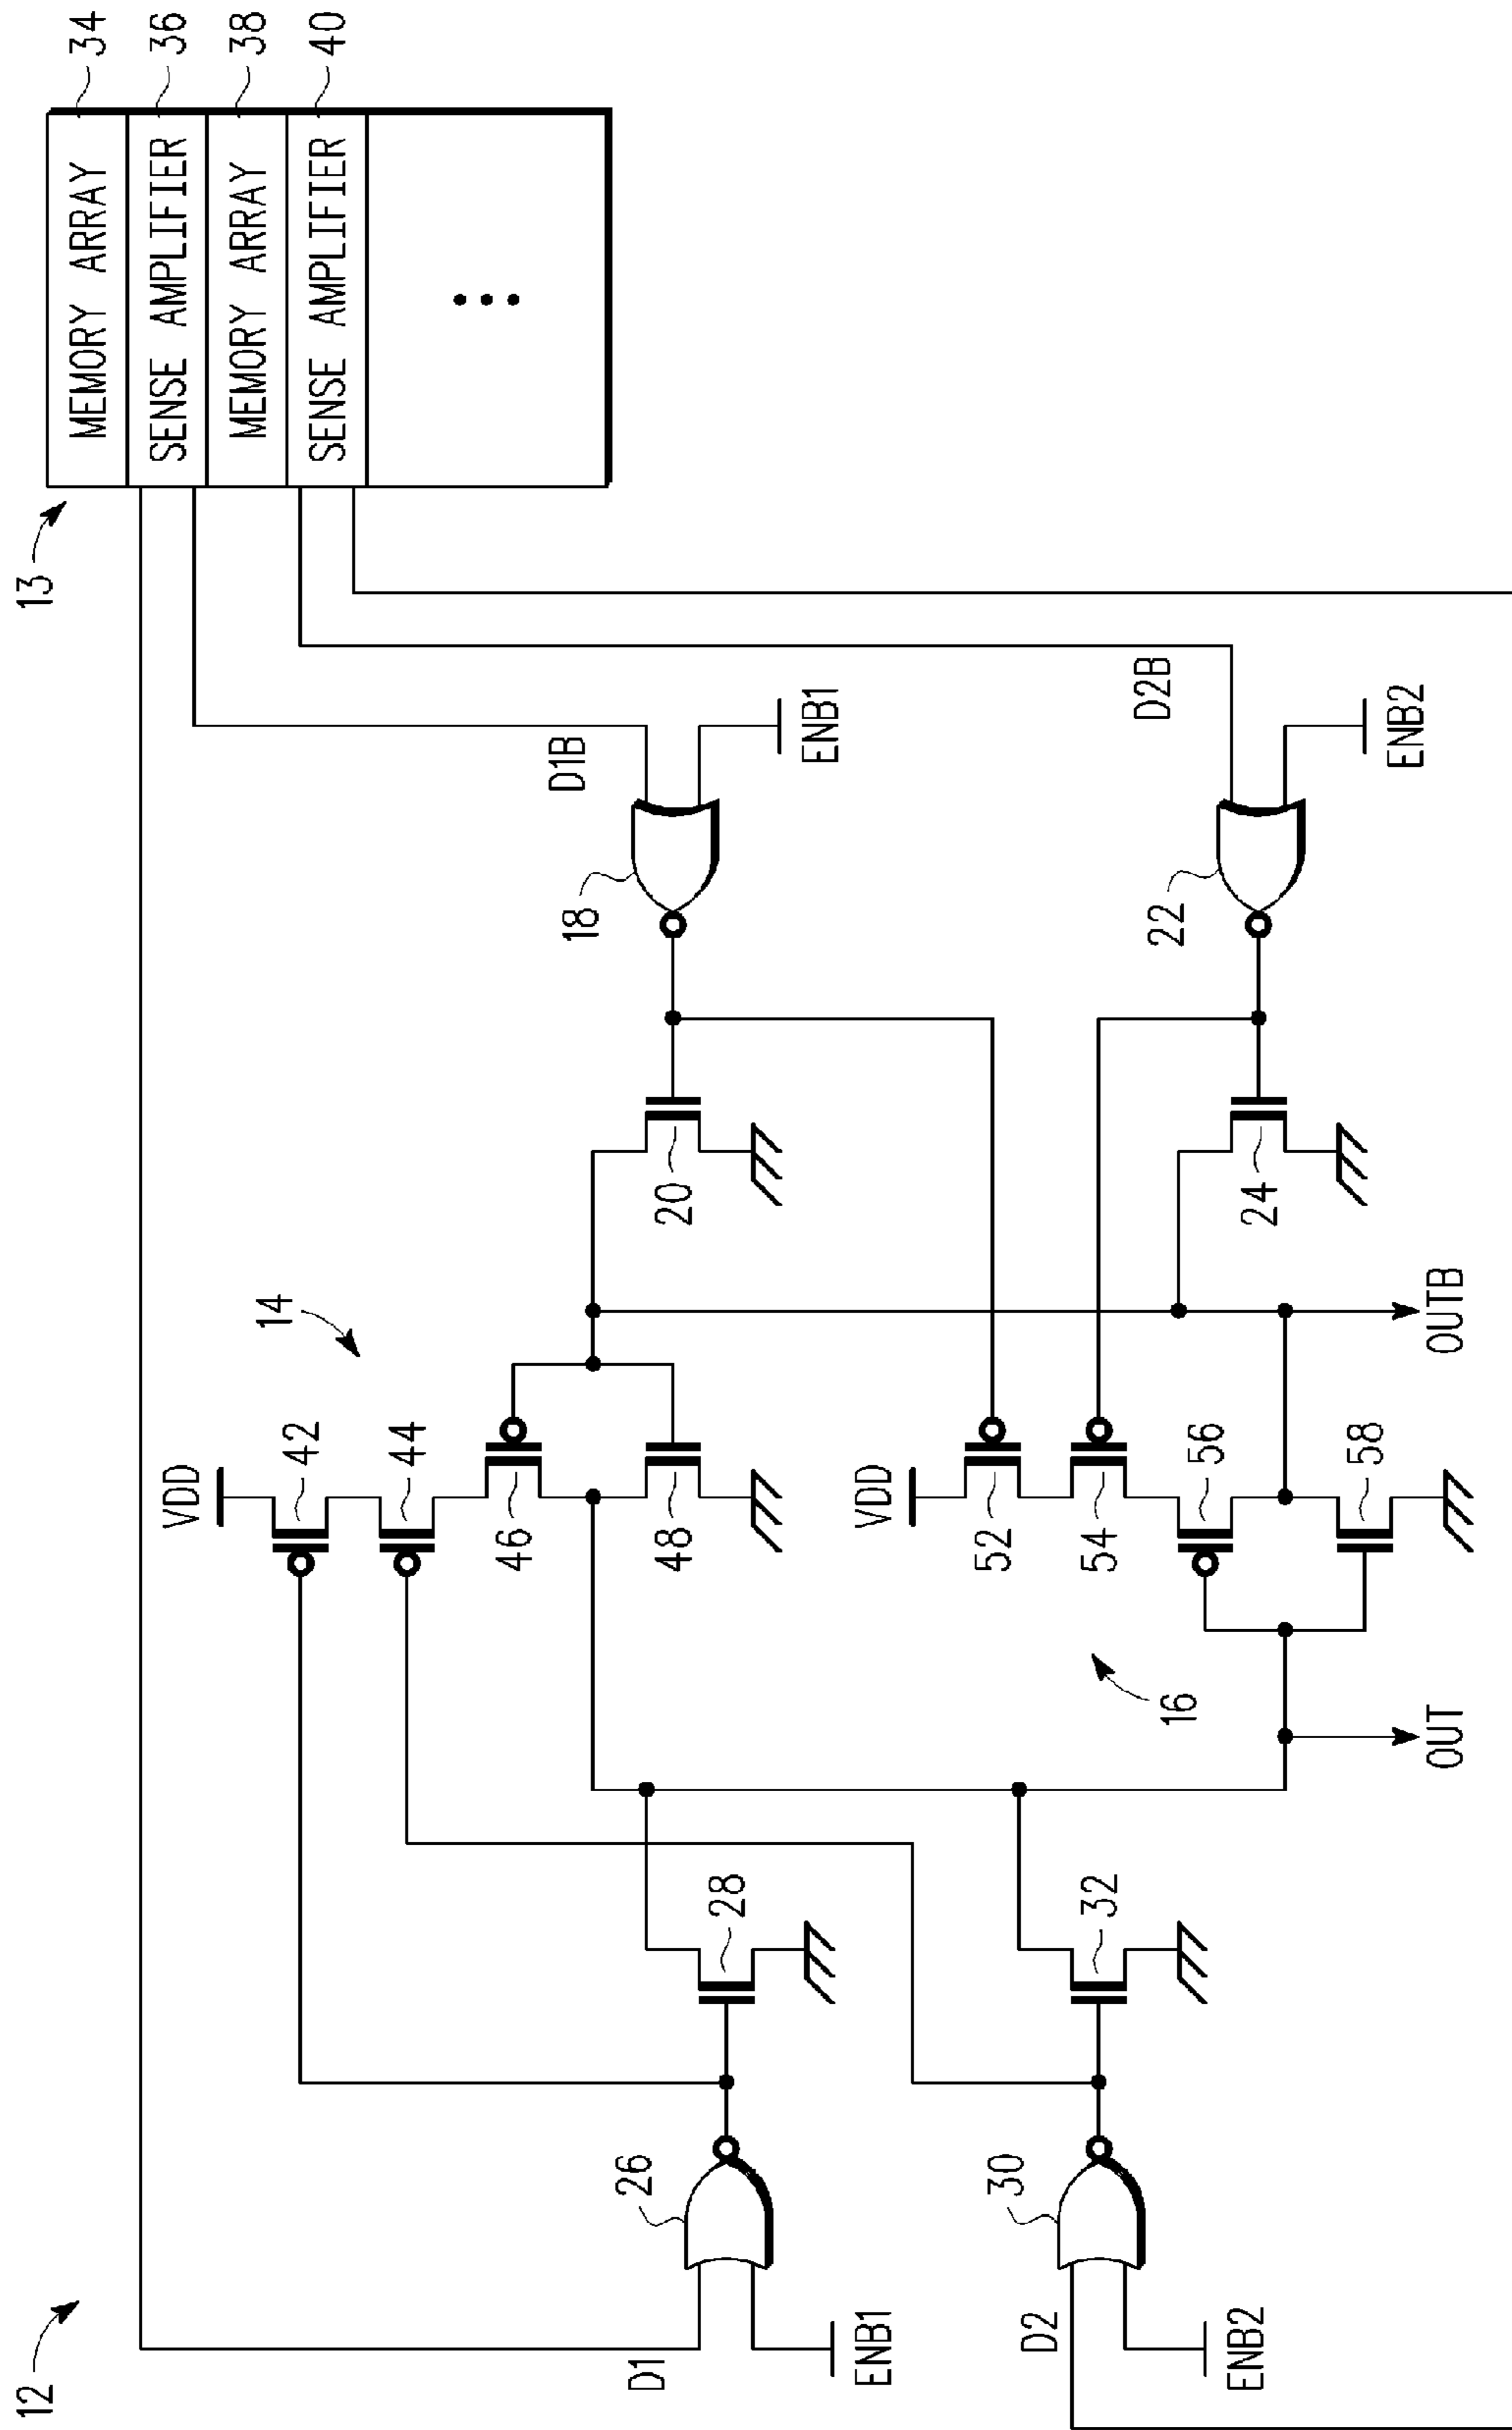 12
13
MEMORY ARRAY
34
SENSE AMPLIFIER
36
MEMORY ARRAY
38
SENSE AMPLIFIER
40
14
VDD
42
44
46
48
20
18
D1B
ENB1
28
26
D1
ENB1
VDD
52
54
56
58
16
24
22
D2B
ENB2
32
30
D2
ENB2
OUT
OUTB